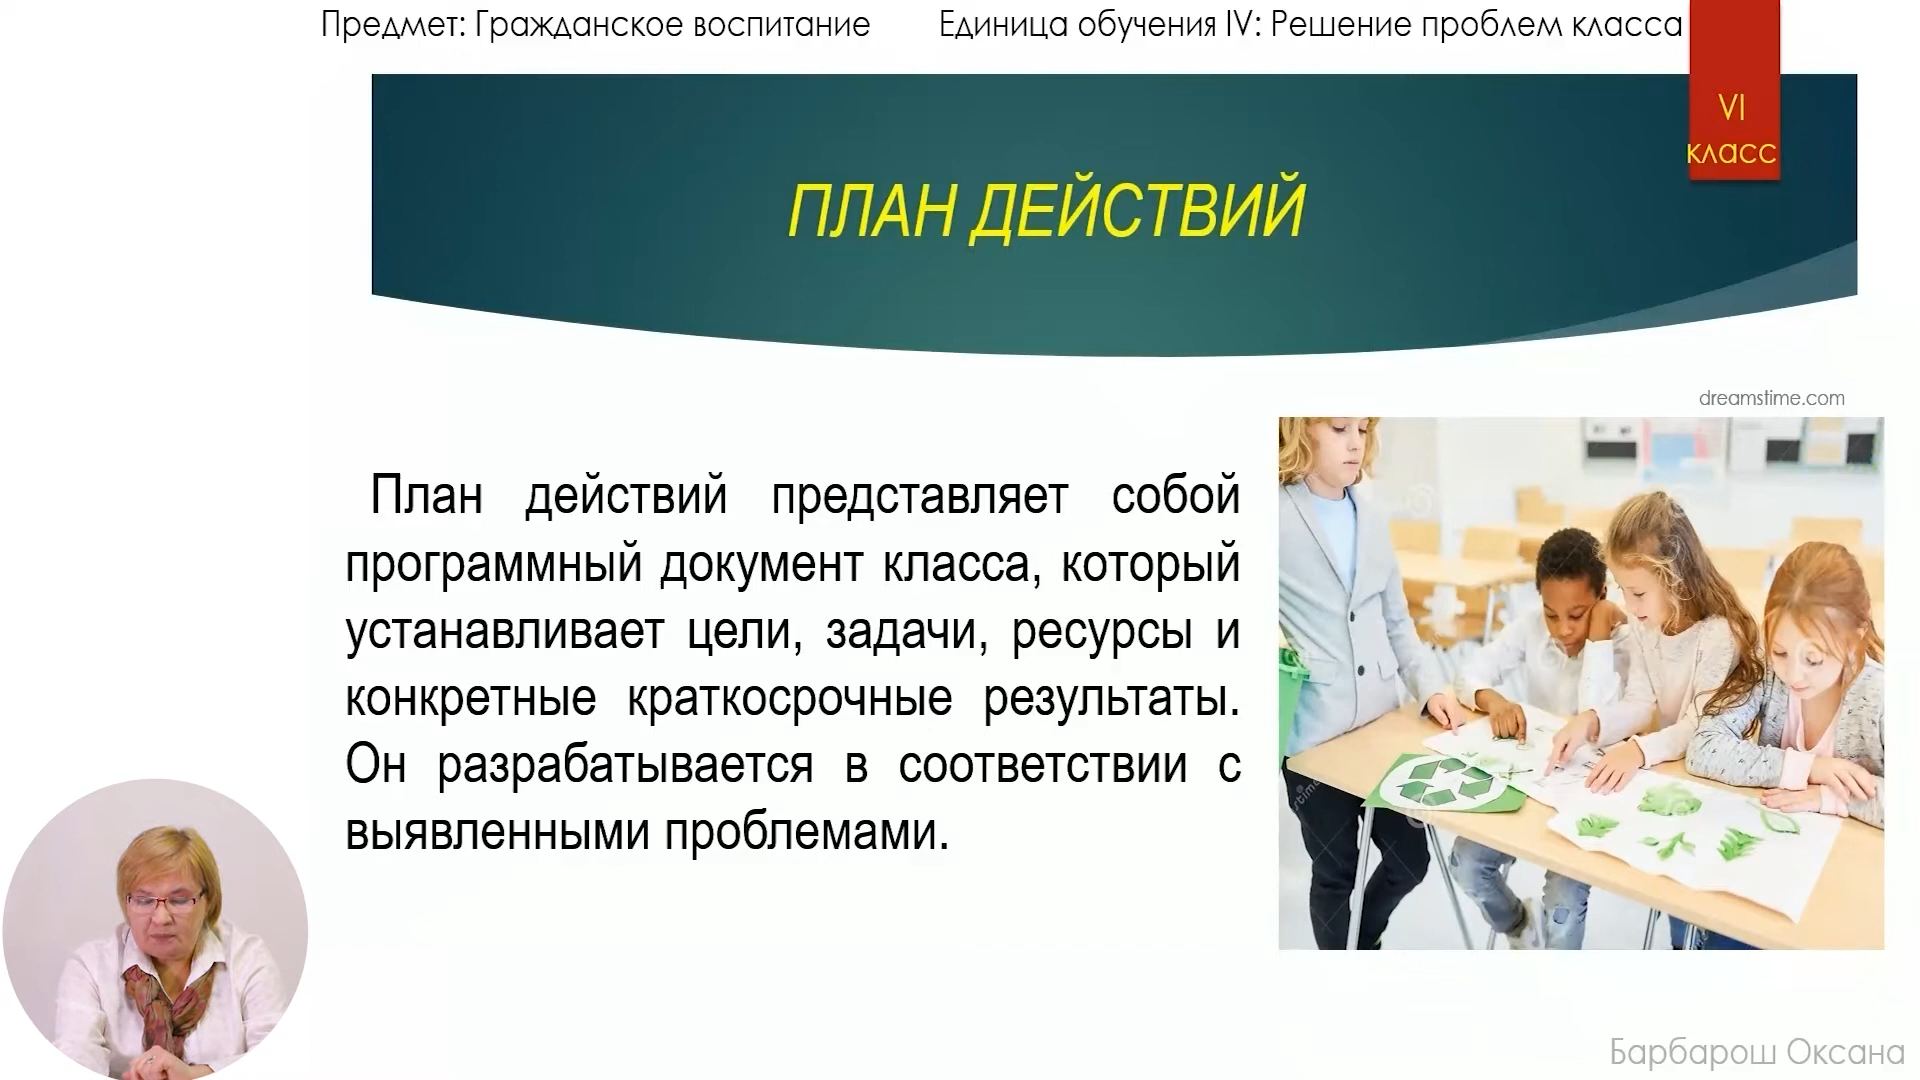 Предмет: Гражданское воспитание Единица обучения IV: Решение проблем класса
VI
класс
ПЛАН ДЕЙСТВИЙ
dreamstime.com
План действий представляет собой
программный документ класса, который
устанавливает цели, задачи, ресурсы и
конкретные краткосрочные результаты.
Он разрабатывается в соответствии с
выявленными проблемами.
Барбарош Оксана